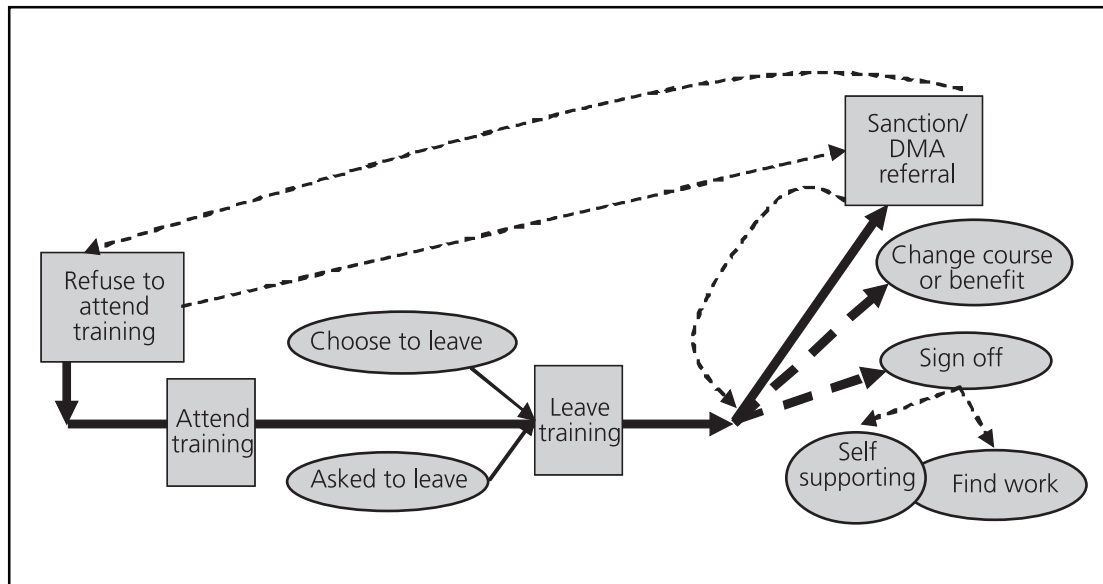 Sanction/
DMA
referral
Change course
or benefit
Refuse to
attend
training
Choose to leave
Sign off
Attend
training
Leave
training
Asked to leave
Self
supporting
Find work